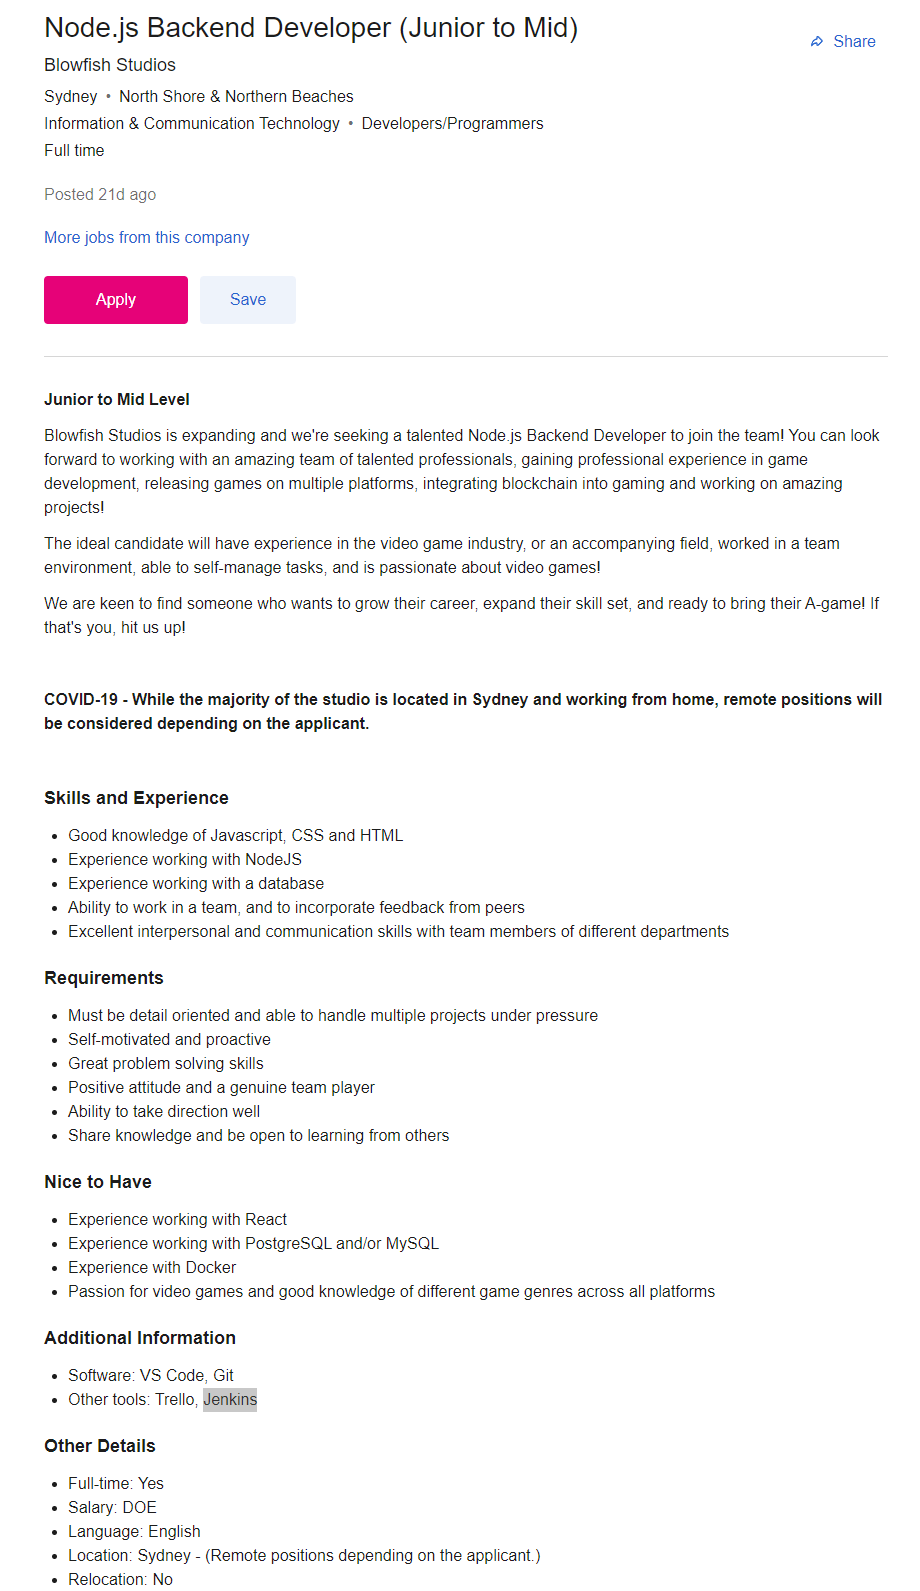 Node.js Backend Developer (Junior to Mid)
Share
Blowfish Studios
Sydney • North Shore & Northern Beaches
Information & Communication Technology • Developers/Programmers
Full time
Posted 21d ago
More jobs from this company
Apply
Save
Junior to Mid Level
Blowfish Studios is expanding and we're seeking a talented Node.js Backend Developer to join the team! You can look
forward to working with an amazing team of talented professionals, gaining professional experience in game
development, releasing games on multiple platforms, integrating blockchain into gaming and working on amazing
projects!
The ideal candidate will have experience in the video game industry, or an accompanying field, worked in a team
environment, able to self-manage tasks, and is passionate about video games!
We are keen to find someone who wants to grow their career, expand their skill set, and ready to bring their A-game! If
that's you, hit us up!
COVID-19 - While the majority of the studio is located in Sydney and working from home, remote positions will
be considered depending on the applicant.
Skills and Experience
• Good knowledge of Javascript, CSS and HTML
• Experience working with NodeJS
• Experience working with a database
• Ability to work in a team, and to incorporate feedback from peers
• Excellent interpersonal and communication skills with team members of different departments
Requirements
• Must be detail oriented and able to handle multiple projects under pressure
• Self-motivated and proactive
• Great problem solving skills
• Positive attitude and a genuine team player
• Ability to take direction well
• Share knowledge and be open to learning from others
Nice to Have
• Experience working with React
• Experience working with PostgreSQL and/or MySQL
• Experience with Docker
• Passion for video games and good knowledge of different game genres across all platforms
Additional Information
• Software: VS Code, Git
• Other tools: Trello, Jenkins
Other Details
• Full-time: Yes
• Salary: DOE
• Language: English
• Location: Sydney - (Remote positions depending on the applicant.)
• Relocation: No